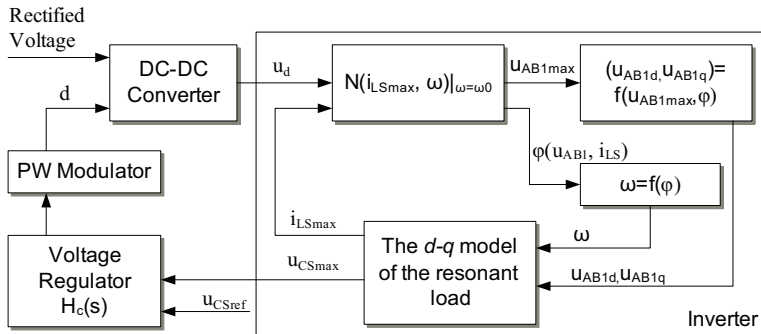 Rectified
Voltage
DC-DC
Converter
u_d
N(i_LSmax, ω)|_ω=ω0
u_AB1max
(u_AB1d,u_AB1q)=
f(u_AB1max,φ)
d
PW Modulator
φ(u_AB1, i_LS)
ω=f(φ)
i_LSmax
The d-q model
of the resonant
load
ω
Voltage
Regulator
H_c(s)
u_CSmax
u_AB1d,u_AB1q
u_CSref
Inverter